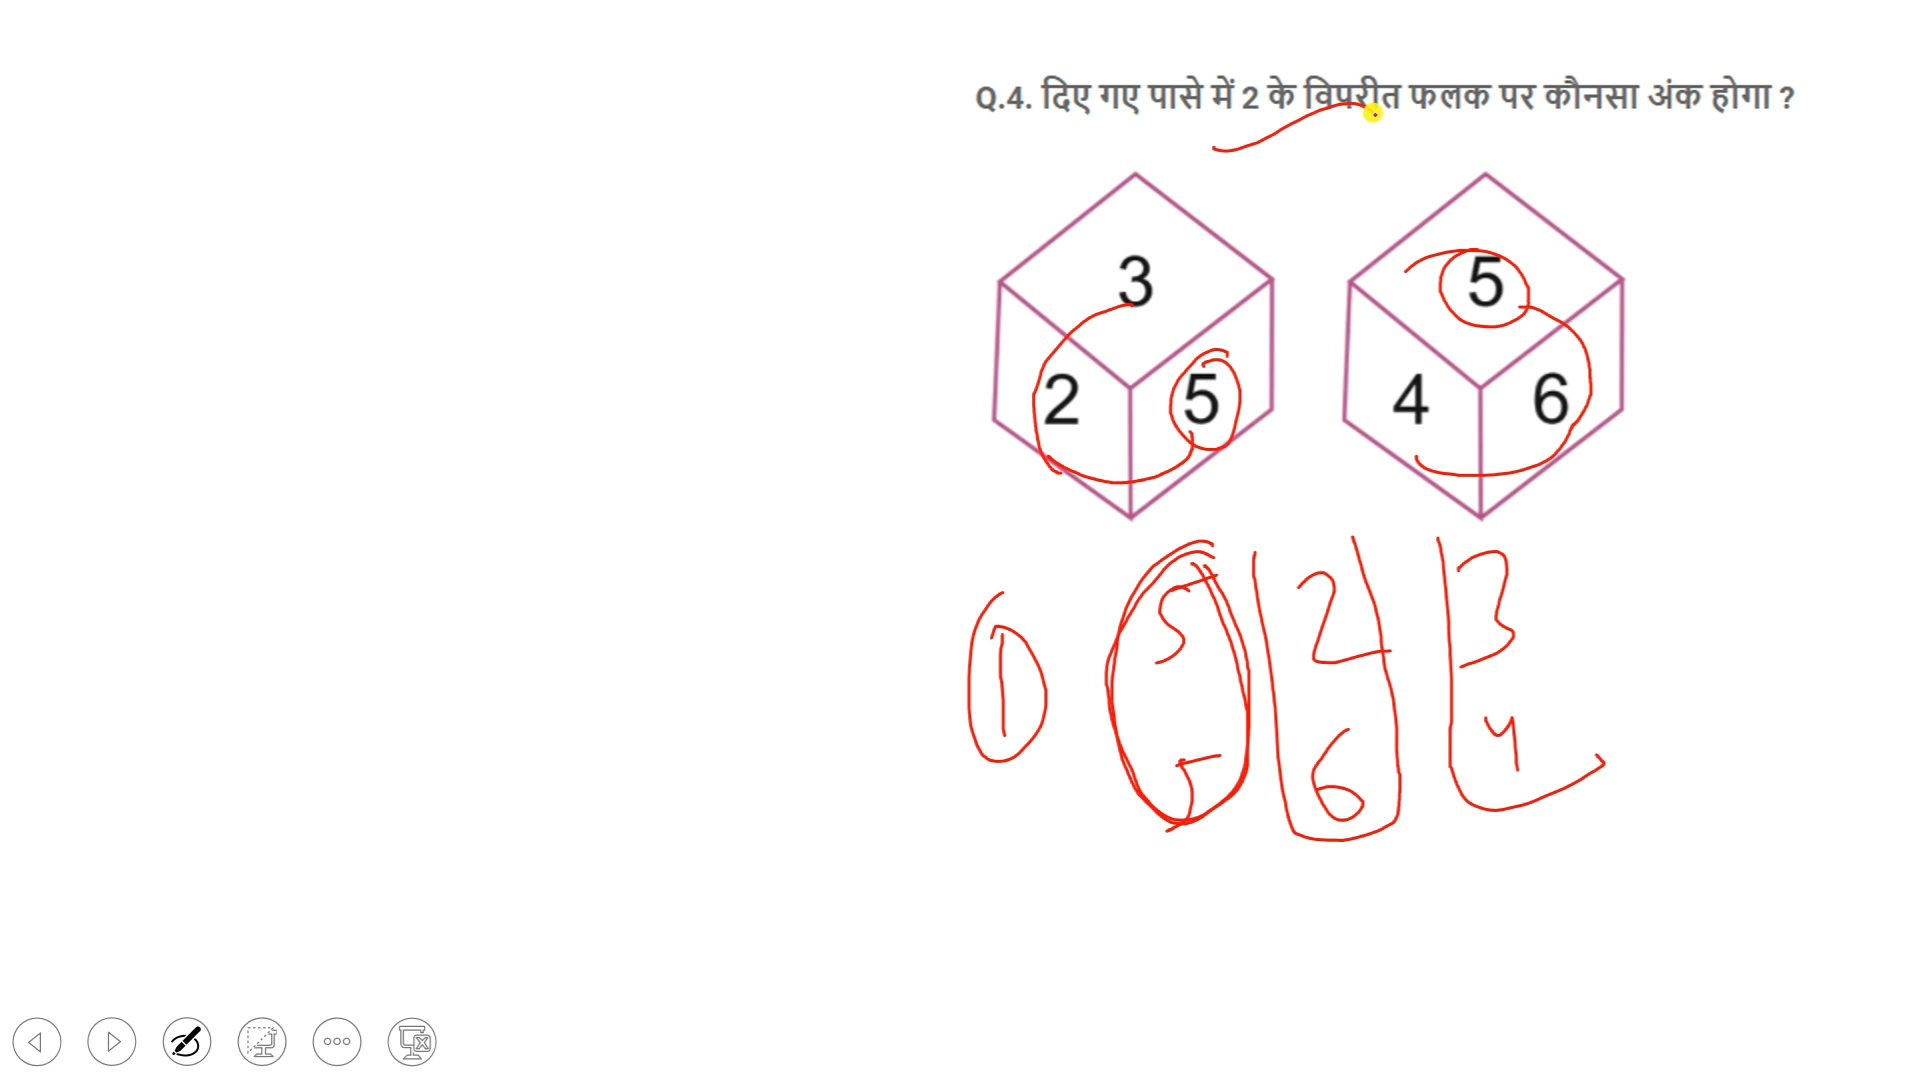 Q.4. दिए गए पासे में 2 के विपरीत फलक पर कौनसा अंक होगा ?
3
2 5
5
4 6
1 5 2 3
5 6 4